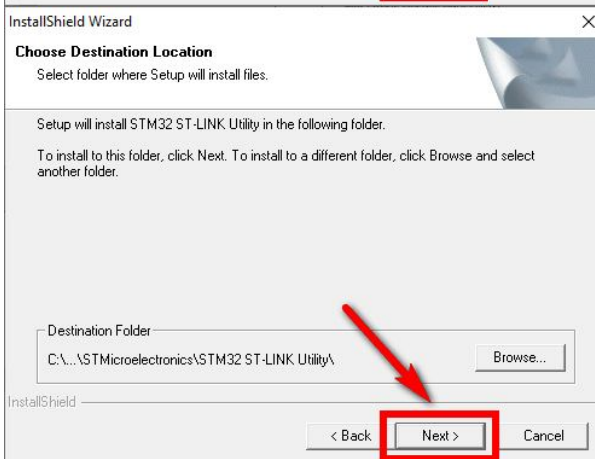 InstallShield Wizard
Choose Destination Location
Select folder where Setup will install files.
Setup will install STM32 ST-LINK Utility in the following folder.
To install to this folder, click Next. To install to a different folder, click Browse and select
another folder.
Destination Folder
C:\...\STMicroelectronics\STM32 ST-LINK Utility\
Browse...
InstallShield
< Back
Next >
Cancel